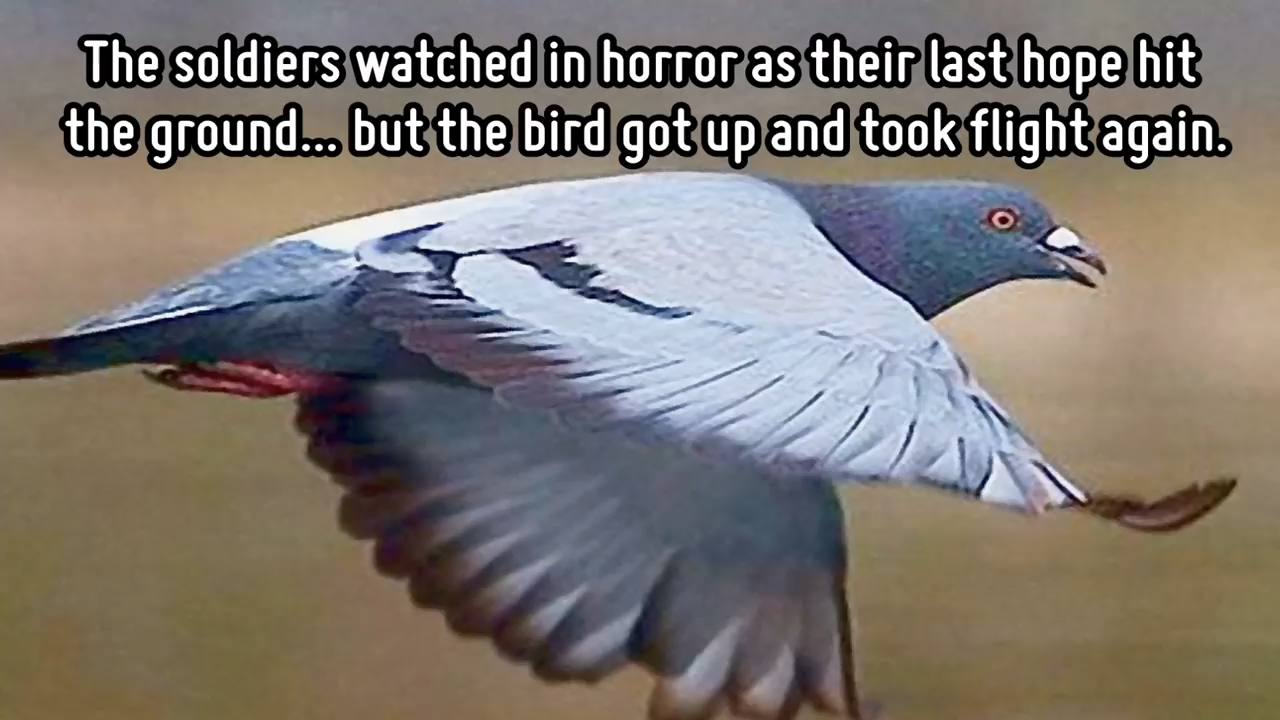 The soldiers watched in horror as their last hope hit
the ground... but the bird got up and took flight again.